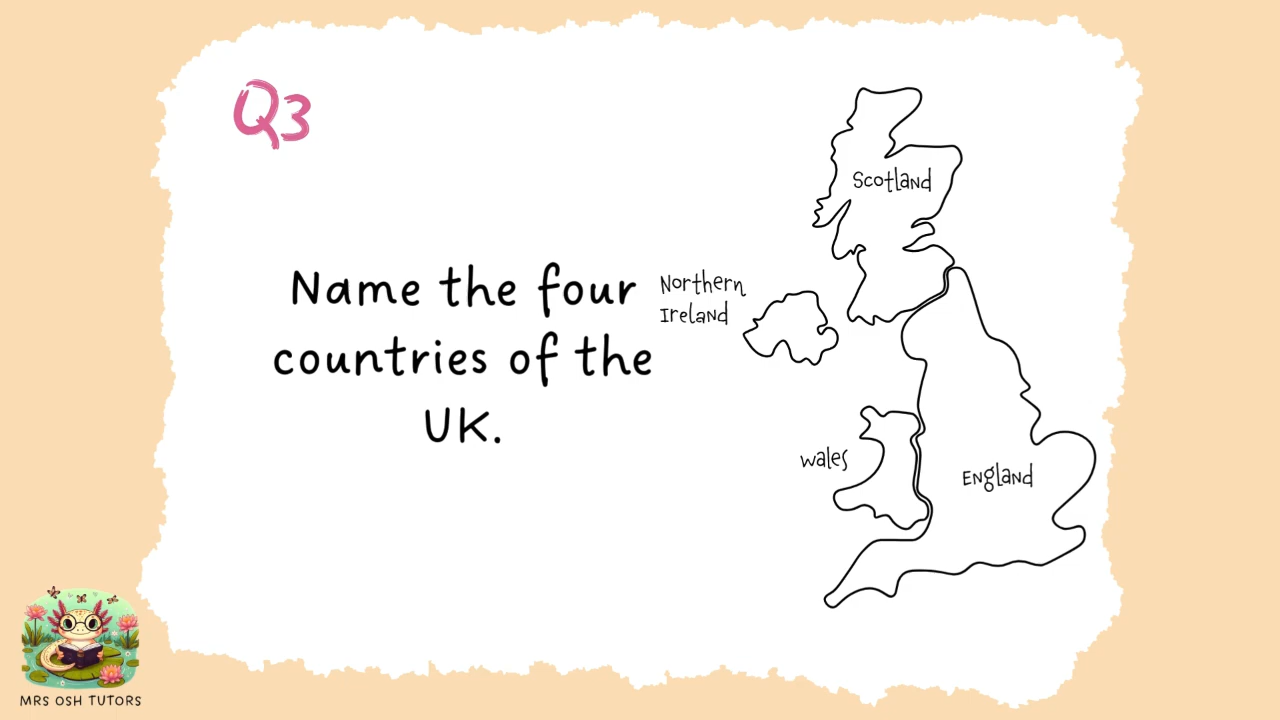 Q3
Name the four
countries of the
UK.
Scotland
Northern
Ireland
Wales
England
MRS OSH TUTORS